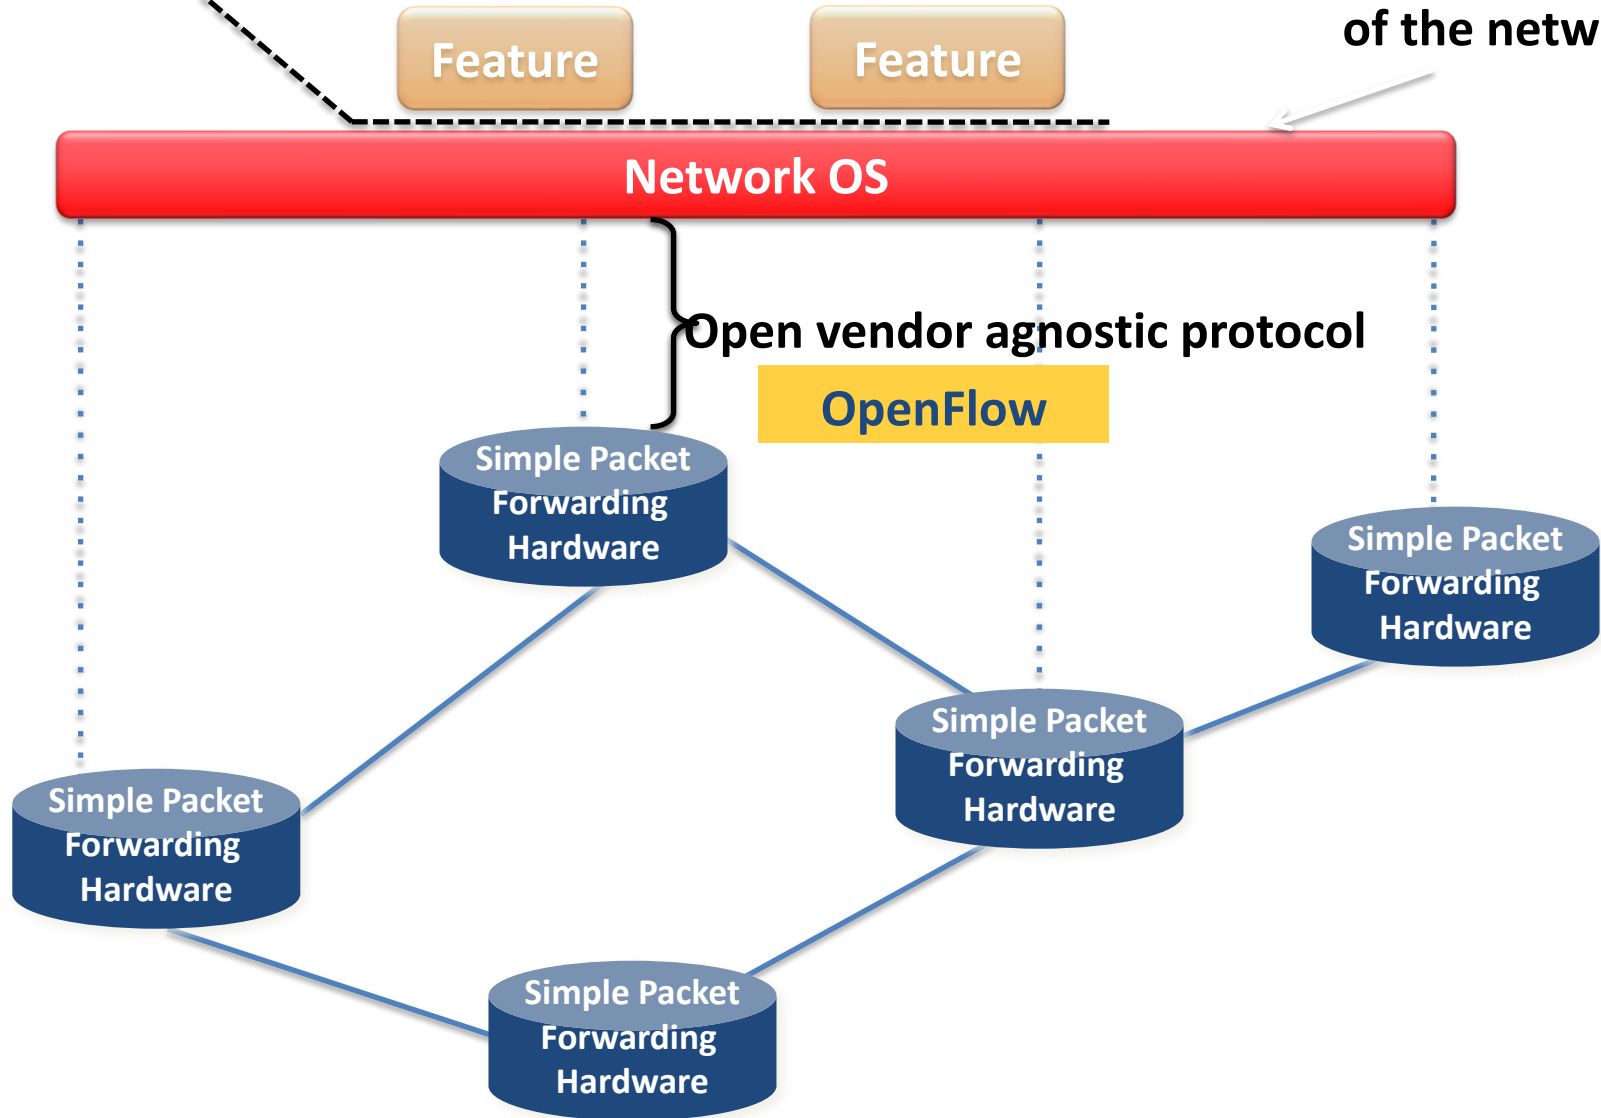 of the netw
Feature
Feature
Network OS
Open vendor agnostic protocol
OpenFlow
Simple Packet
Forwarding
Hardware
Simple Packet
Forwarding
Hardware
Simple Packet
Forwarding
Hardware
Simple Packet
Forwarding
Hardware
Simple Packet
Forwarding
Hardware